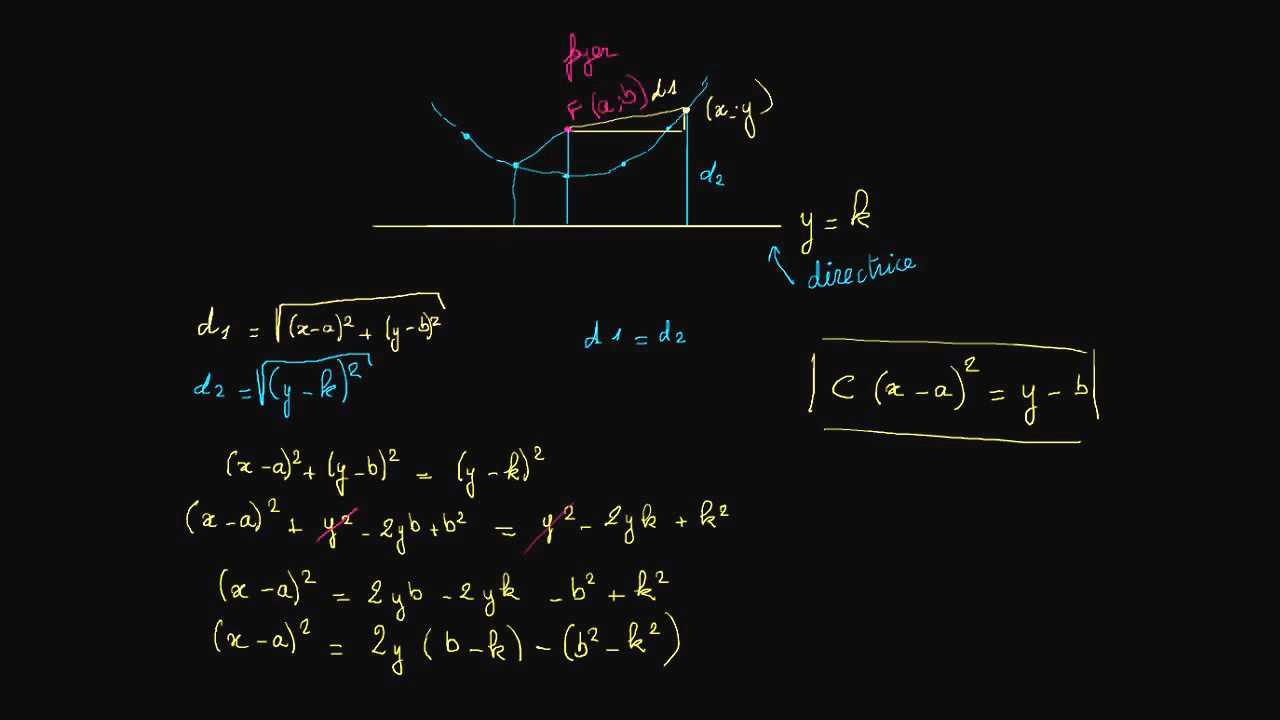 foyer
F (a;b)
d1
(x;y)
d2
y = k
directrice
d1 = √((x-a)² + (y-b)²)
d1 = d2
d2 = √((y-k)²)
C (x-a)² = y - b
(x-a)² + (y-b)² = (y-k)²
(x-a)² + y² - 2yb + b² = y² - 2yk + k²
(x-a)² = 2yb - 2yk - b² + k²
(x-a)² = 2y (b-k) - (b²-k²)